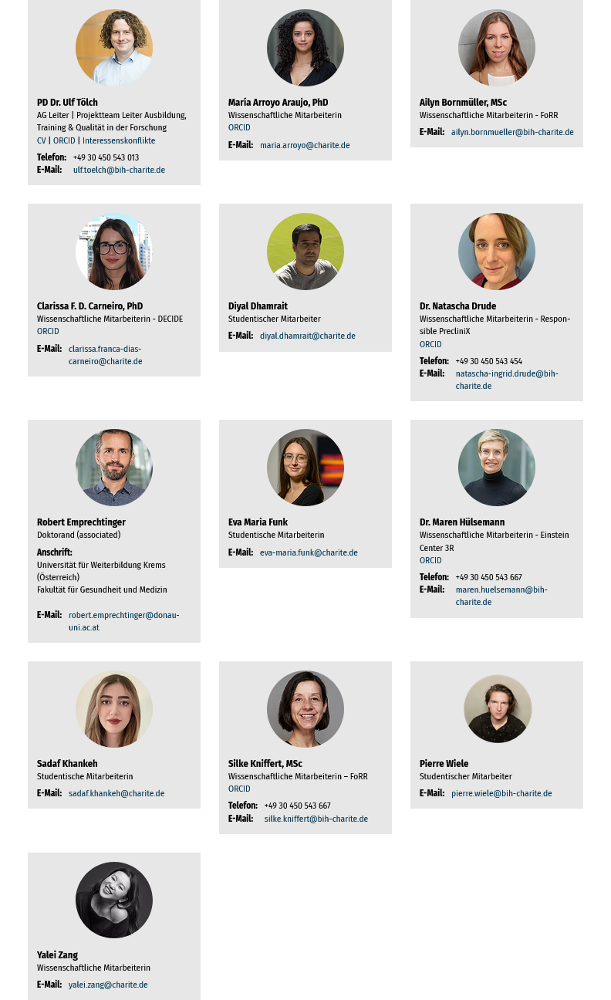 PD Dr. Ulf Tölch
AG Leiter | Projektteam Leiter Ausbildung,
Training & Qualität in der Forschung
CV | ORCID | Interessenskonflikte
Telefon: +49 30 450 543 013
E-Mail: ulf.toelch@bih-charite.de
María Arroyo Araujo, PhD
Wissenschaftliche Mitarbeiterin
ORCID
E-Mail: maria.arroyo@charite.de
Ailyn Bornmüller, MSc
Wissenschaftliche Mitarbeiterin - FoRR
E-Mail: ailyn.bornmueller@bih-charite.de
Clarissa F. D. Carneiro, PhD
Wissenschaftliche Mitarbeiterin - DECIDE
ORCID
E-Mail: clarissa.franca-dias-
carneiro@charite.de
Diyal Dhamrait
Studentischer Mitarbeiter
E-Mail: diyal.dhamrait@charite.de
Dr. Natascha Drude
Wissenschaftliche Mitarbeiterin - Respon-
sible PrecliniX
ORCID
Telefon: +49 30 450 543 454
E-Mail: natascha-ingrid.drude@bih-
charite.de
Robert Emprechtinger
Doktorand (associated)
Anschrift:
Universität für Weiterbildung Krems
(Österreich)
Fakultät für Gesundheit und Medizin
E-Mail: robert.emprechtinger@donau-
uni.ac.at
Eva Maria Funk
Studentische Mitarbeiterin
E-Mail: eva-maria.funk@charite.de
Dr. Maren Hülsemann
Wissenschaftliche Mitarbeiterin - Einstein
Center 3R
ORCID
Telefon: +49 30 450 543 667
E-Mail: maren.huelsemann@bih-
charite.de
Sadaf Khankeh
Studentische Mitarbeiterin
E-Mail: sadaf.khankeh@charite.de
Silke Kniffert, MSc
Wissenschaftliche Mitarbeiterin – FoRR
ORCID
Telefon: +49 30 450 543 667
E-Mail: silke.kniffert@bih-charite.de
Pierre Wiele
Studentischer Mitarbeiter
E-Mail: pierre.wiele@bih-charite.de
Yalei Zang
Wissenschaftliche Mitarbeiterin
E-Mail: yalei.zang@charite.de